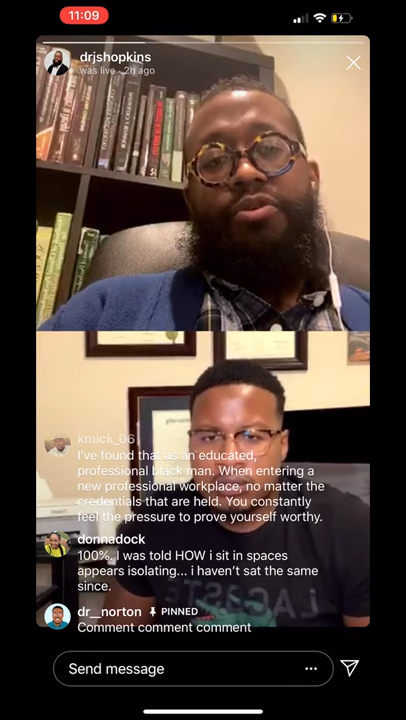 11:09
drjshopkins
was live · 2h ago
kmick_06
I've found that as an educated,
professional black man. When entering a
new professional workplace, no matter the
credentials that are held. You constantly
feel the pressure to prove yourself worthy.
donnadock
100%. I was told HOW i sit in spaces
appears isolating... i haven't sat the same
since.
dr__norton PINNED
Comment comment comment
Send message